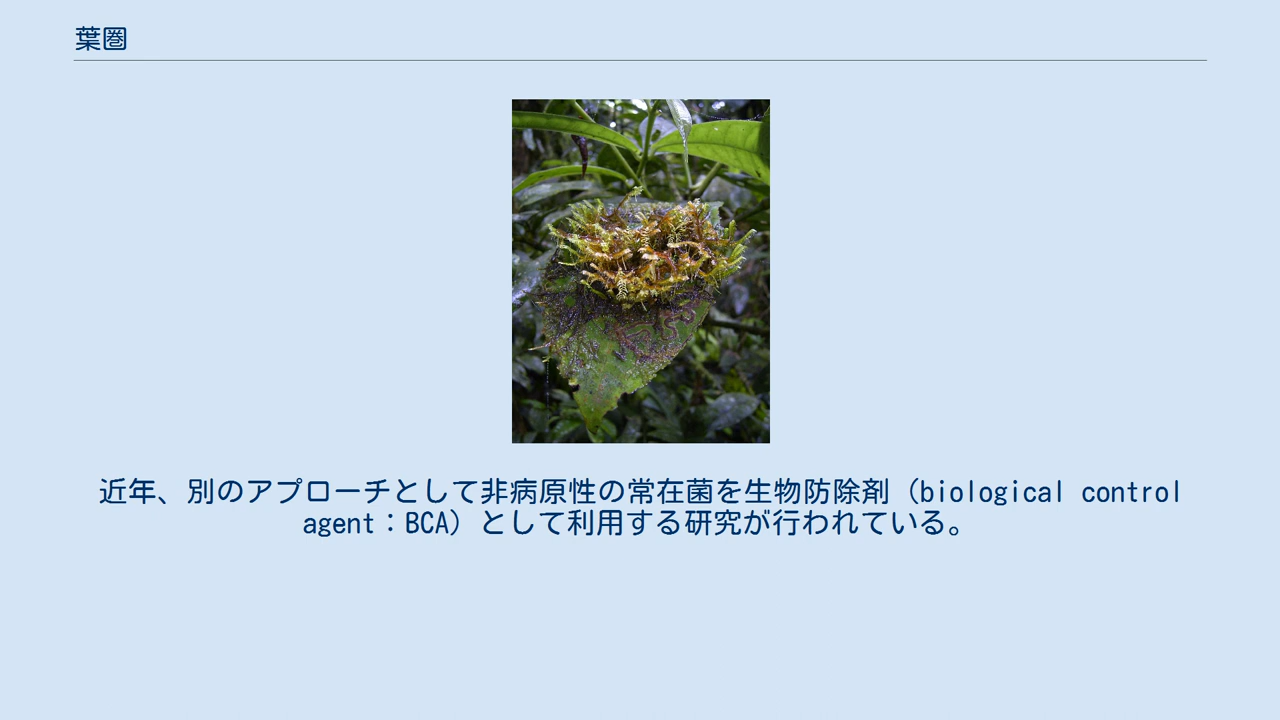 葉圏
近年、別のアプローチとして非病原性の常在菌を生物防除剤（biological control
agent：BCA）として利用する研究が行われている。